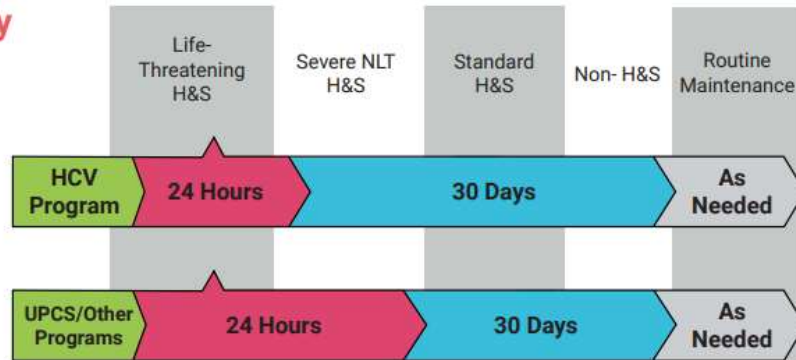 y
Life-
Threatening
H&S
Severe NLT
H&S
Standard
H&S
Non- H&S
Routine
Maintenance
HCV
Program
24 Hours
30 Days
As
Needed
UPCS/Other
Programs
24 Hours
30 Days
As
Needed